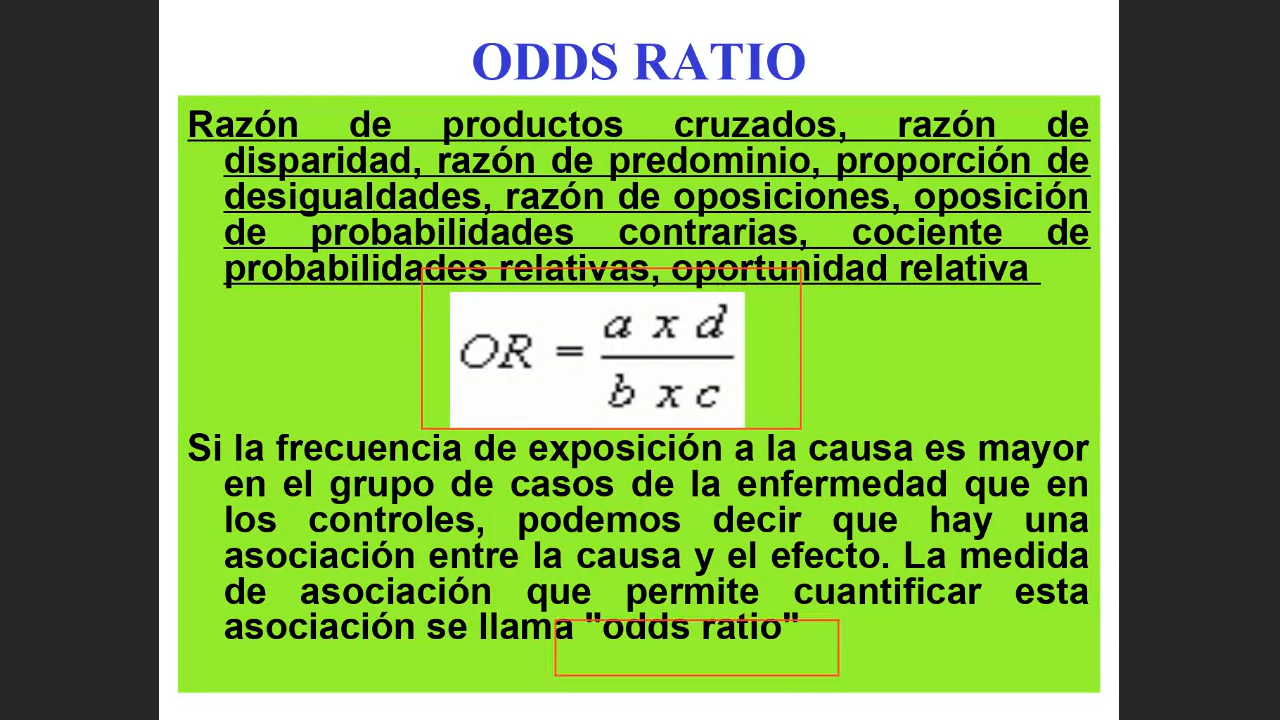 ODDS RATIO
Razón de productos cruzados, razón de
disparidad, razón de predominio, proporción de
desigualdades, razón de oposiciones, oposición
de probabilidades contrarias, cociente de
probabilidades relativas, oportunidad relativa
OR = a x d / b x c
Si la frecuencia de exposición a la causa es mayor
en el grupo de casos de la enfermedad que en
los controles, podemos decir que hay una
asociación entre la causa y el efecto. La medida
de asociación que permite cuantificar esta
asociación se llama "odds ratio"